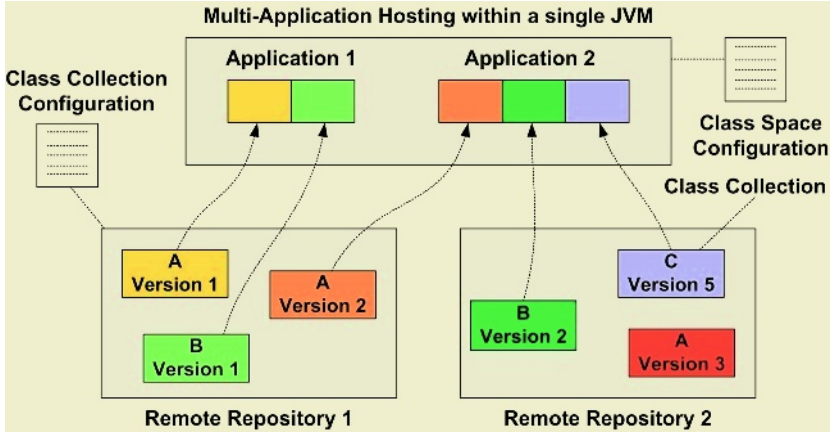 Multi-Application Hosting within a single JVM
Application 1
Application 2
Class Collection
Configuration
Class Space
Configuration
Class Collection
A
Version 1
A
Version 2
B
Version 1
C
Version 5
B
Version 2
A
Version 3
Remote Repository 1
Remote Repository 2